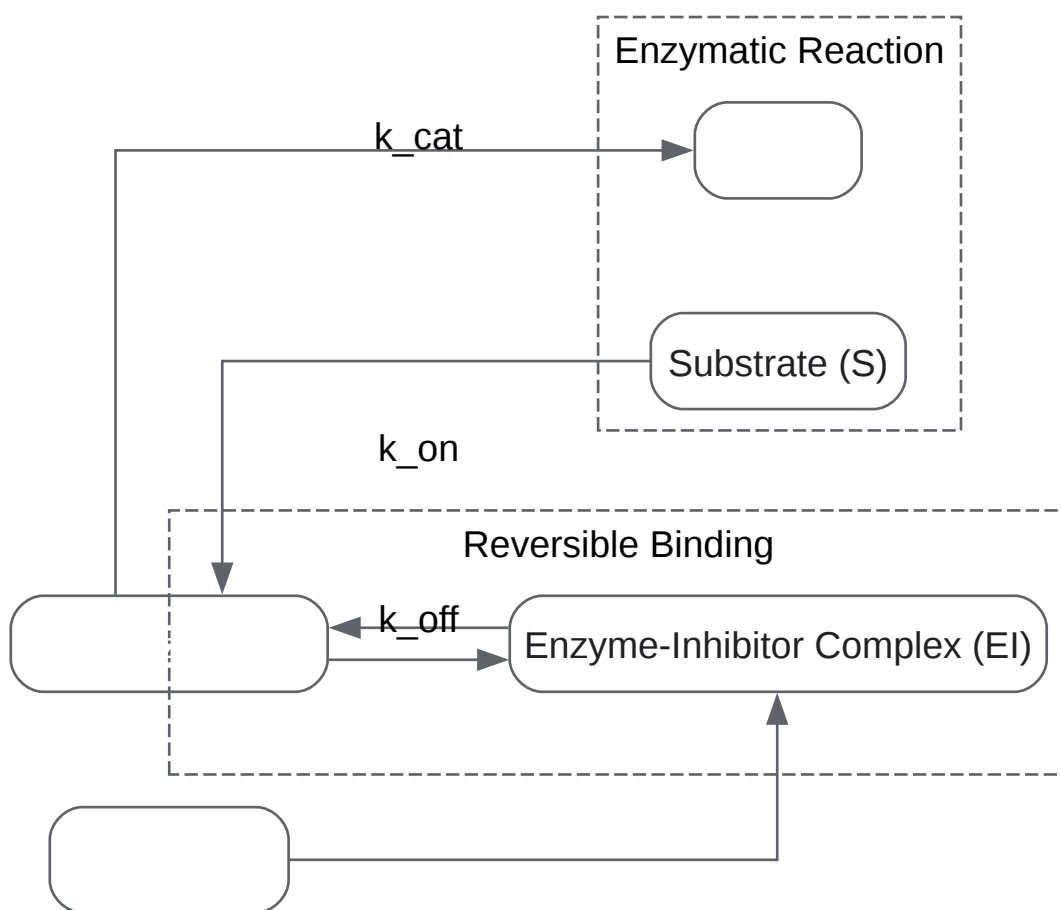 Enzymatic Reaction
k_cat
Substrate (S)
k_on
Reversible Binding
k_off
Enzyme-Inhibitor Complex (EI)